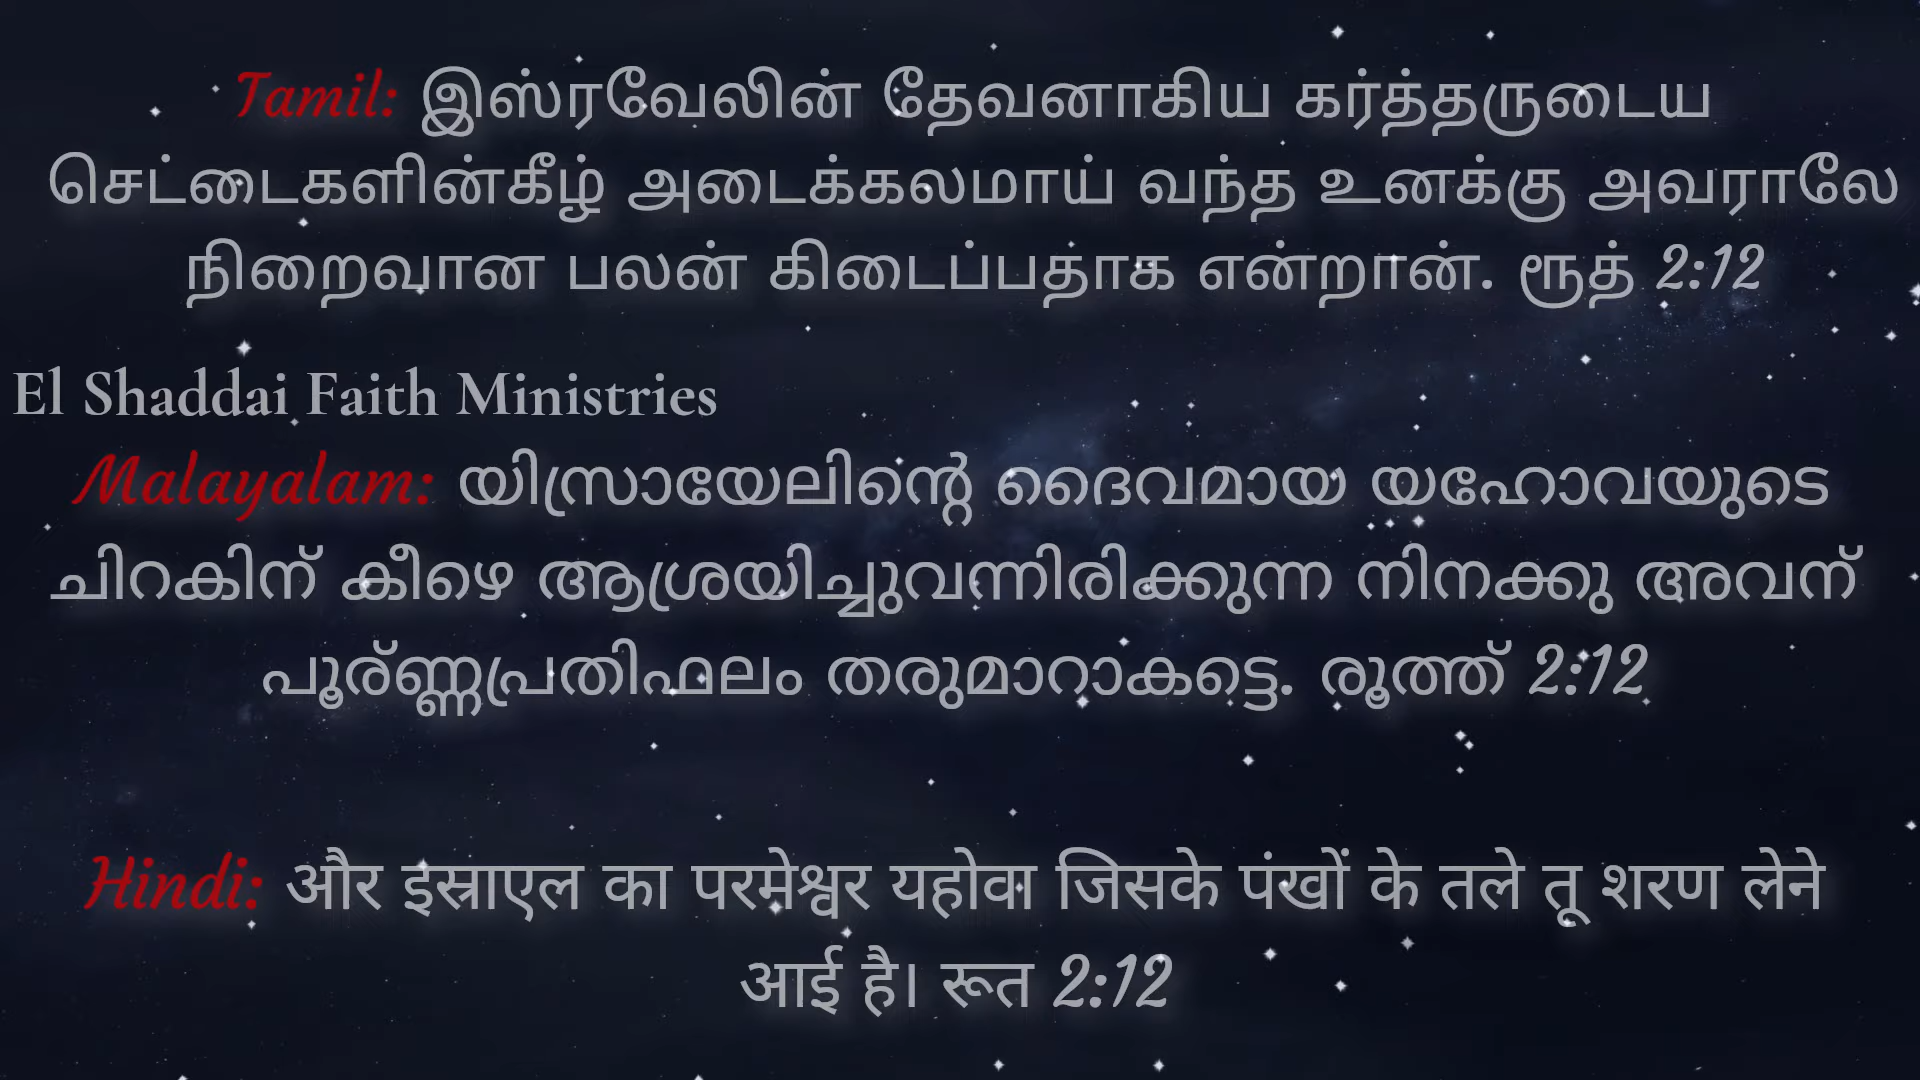 Tamil: இஸ்ரவேலின் தேவனாகிய கர்த்தருடைய
செட்டைகளின்கீழ் அடைக்கலமாய் வந்த உனக்கு அவராலே
நிறைவான பலன் கிடைப்பதாக என்றான். ரூத் 2:12
El Shaddai Faith Ministries
Malayalam: യിസ്രായേലിന്റെ ദൈവമായ യഹോവയുടെ
ചിറകിന് കീഴെ ആശ്രയിച്ചുവന്നിരിക്കുന്ന നിനക്കു അവന്
പൂര്ണ്ണപ്രതിഫലം തരുമാറാകട്ടെ. രൂത്ത് 2:12
Hindi: और इस्राएल का परमेश्वर यहोवा जिसके पंखों के तले तू शरण लेने
आई है। रूत 2:12